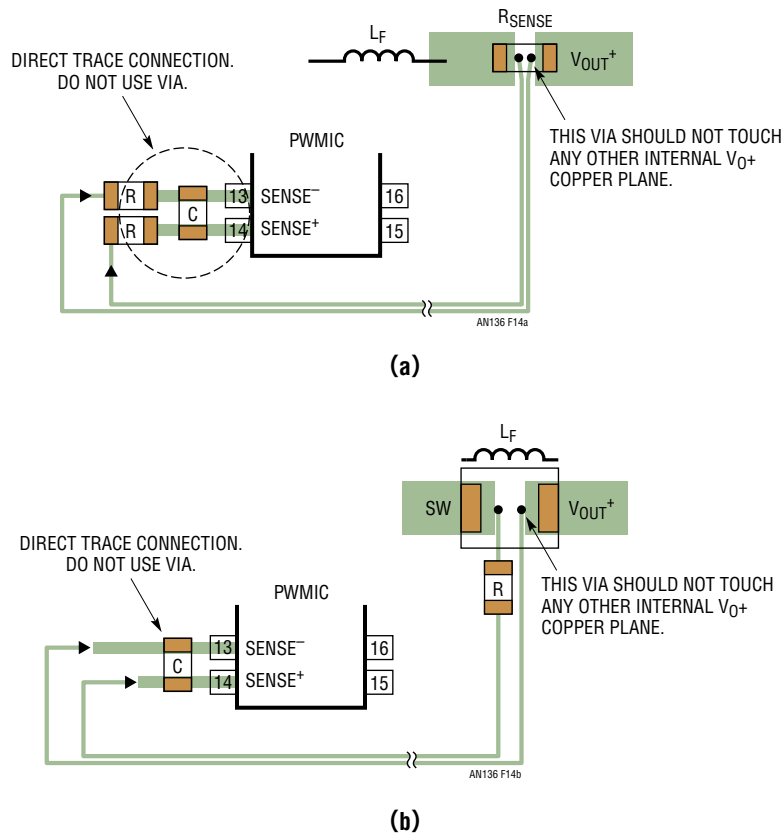 RSENSE
LF
DIRECT TRACE CONNECTION.
DO NOT USE VIA.
VOUT+
PWMIC
THIS VIA SHOULD NOT TOUCH
ANY OTHER INTERNAL V0+
COPPER PLANE.
R
C
13
SENSE−
16
R
14
SENSE+
15
AN136 F14a
(a)
LF
SW
VOUT+
DIRECT TRACE CONNECTION.
DO NOT USE VIA.
PWMIC
R
THIS VIA SHOULD NOT TOUCH
ANY OTHER INTERNAL V0+
COPPER PLANE.
C
13
SENSE−
16
14
SENSE+
15
AN136 F14b
(b)